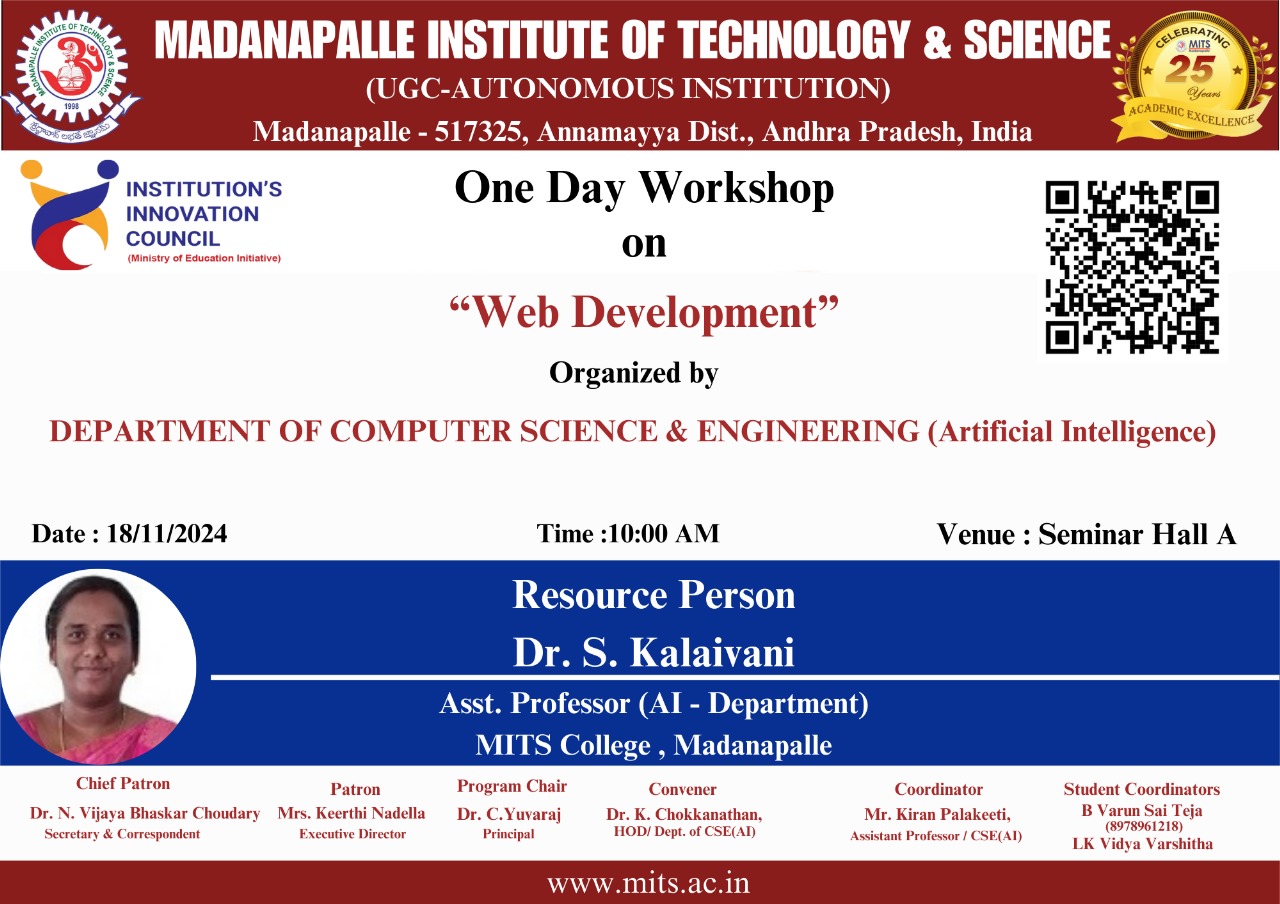 MADANAPALLE INSTITUTE OF TECHNOLOGY & SCIENCE
(UGC-AUTONOMOUS INSTITUTION)
Madanapalle - 517325, Annamayya Dist., Andhra Pradesh, India
MADANAPALLE INSTITUTE OF TECHNOLOGY & SCIENCE
1998
CELEBRATING
MITS
25
Years
ACADEMIC EXCELLENCE
INSTITUTION'S
INNOVATION
COUNCIL
(Ministry of Education Initiative)
One Day Workshop
on
“Web Development”
Organized by
DEPARTMENT OF COMPUTER SCIENCE & ENGINEERING (Artificial Intelligence)
Date : 18/11/2024
Time :10:00 AM
Venue : Seminar Hall A
Resource Person
Dr. S. Kalaivani
Asst. Professor (AI - Department)
MITS College , Madanapalle
Chief Patron
Dr. N. Vijaya Bhaskar Choudary
Secretary & Correspondent
Patron
Mrs. Keerthi Nadella
Executive Director
Program Chair
Dr. C.Yuvaraj
Principal
Convener
Dr. K. Chokkanathan,
HOD/ Dept. of CSE(AI)
Coordinator
Mr. Kiran Palakeeti,
Assistant Professor / CSE(AI)
Student Coordinators
B Varun Sai Teja
(8978961218)
LK Vidya Varshitha
www.mits.ac.in